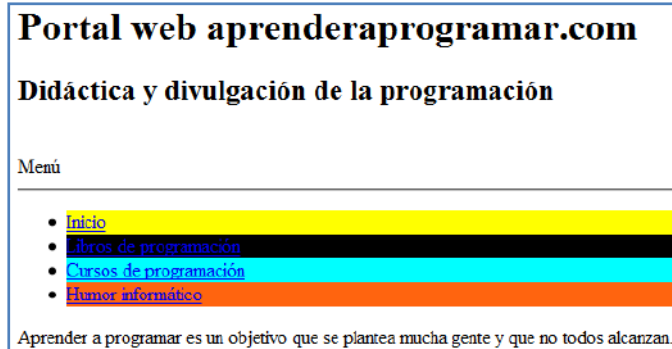 Portal web aprenderaprogramar.com
Didáctica y divulgación de la programación
Menú
Inicio
Libros de programación
Cursos de programación
Humor informático
Aprender a programar es un objetivo que se plantea mucha gente y que no todos alcanzan.